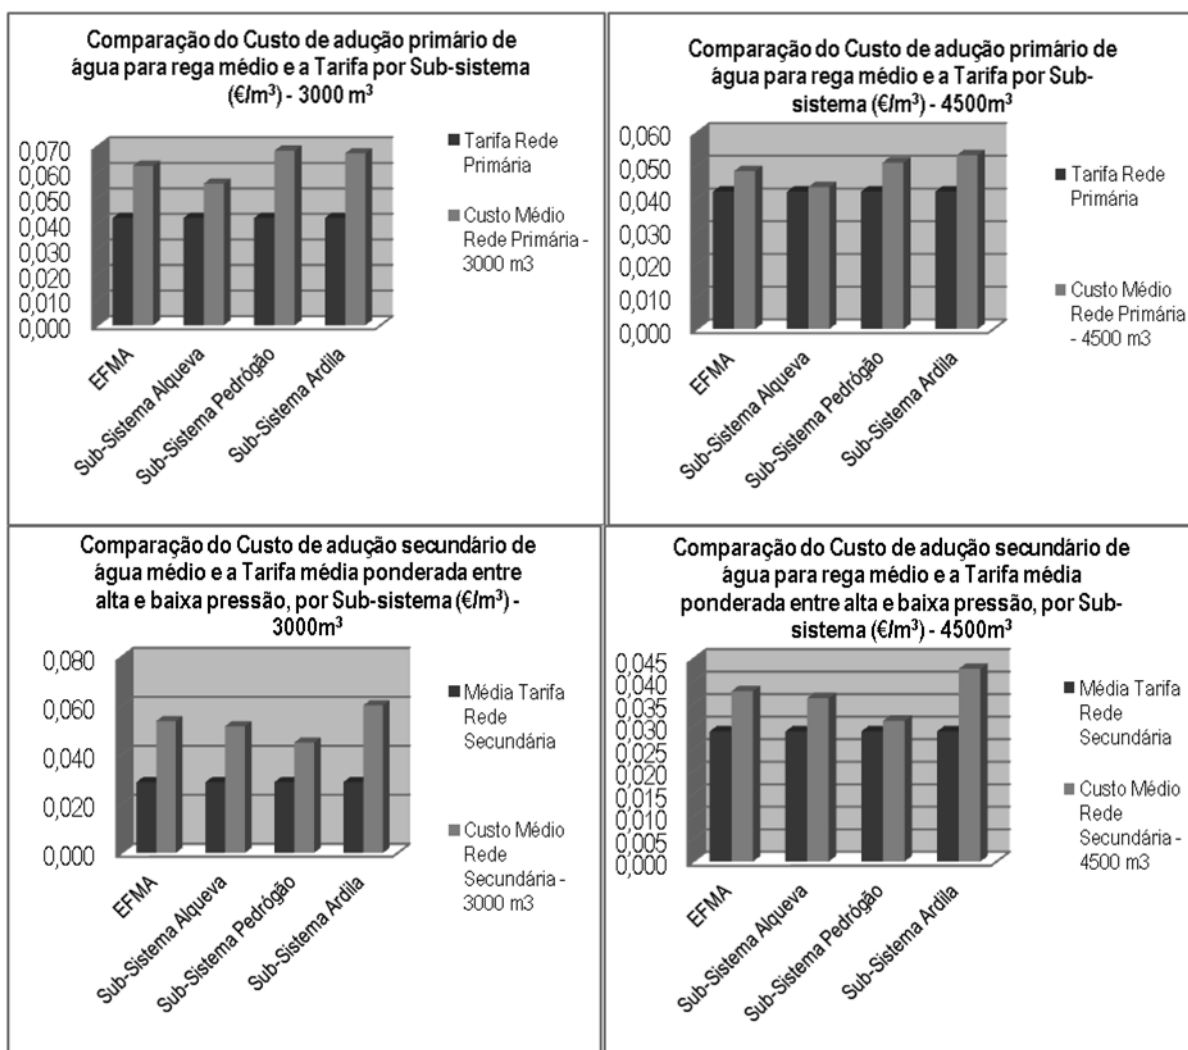 Comparação do Custo de adução primário de
água para rega médio e a Tarifa por Sub-sistema
(€/m³) - 3000 m³
0,070
0,060
0,050
0,040
0,030
0,020
0,010
0,000
EFMA
Sub-Sistema Alqueva
Sub-Sistema Pedrógão
Sub-Sistema Ardila
Tarifa Rede
Primária
Custo Médio
Rede Primária -
3000 m3
Comparação do Custo de adução primário de
água para rega médio e a Tarifa por Sub-
sistema (€/m³) - 4500m³
0,060
0,050
0,040
0,030
0,020
0,010
0,000
EFMA
Sub-Sistema Alqueva
Sub-Sistema Pedrógão
Sub-Sistema Ardila
Tarifa Rede
Primária
Custo Médio
Rede Primária
- 4500 m3
Comparação do Custo de adução secundário de
água médio e a Tarifa média ponderada entre
alta e baixa pressão, por Sub-sistema (€/m³) -
3000m³
0,080
0,060
0,040
0,020
0,000
EFMA
Sub-Sistema Alqueva
Sub-Sistema Pedrógão
Sub-Sistema Ardila
Média Tarifa
Rede
Secundária
Custo Médio
Rede
Secundária -
3000 m3
Comparação do Custo de adução secundário de
água para rega médio e a Tarifa média
ponderada entre alta e baixa pressão, por Sub-
sistema (€/m³) - 4500m³
0,045
0,040
0,035
0,030
0,025
0,020
0,015
0,010
0,005
0,000
EFMA
Sub-Sistema Alqueva
Sub-Sistema Pedrógão
Sub-Sistema Ardila
Média Tarifa
Rede
Secundária
Custo Médio
Rede
Secundária -
4500 m3